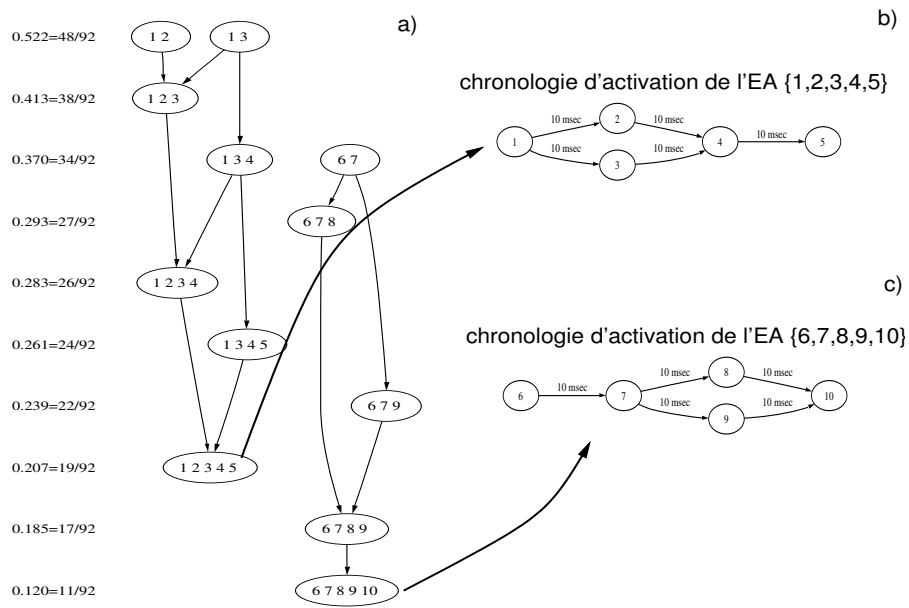 a)
0.522=48/92
1 2
1 3
0.413=38/92
1 2 3
0.370=34/92
1 3 4
6 7
0.293=27/92
6 7 8
0.283=26/92
1 2 3 4
0.261=24/92
1 3 4 5
0.239=22/92
6 7 9
0.207=19/92
1 2 3 4 5
0.185=17/92
6 7 8 9
0.120=11/92
6 7 8 9 10
b)
chronologie d'activation de l'EA {1,2,3,4,5}
1
10 msec
10 msec
2
3
10 msec
10 msec
4
10 msec
5
c)
chronologie d'activation de l'EA {6,7,8,9,10}
6
10 msec
7
10 msec
10 msec
8
9
10 msec
10 msec
10